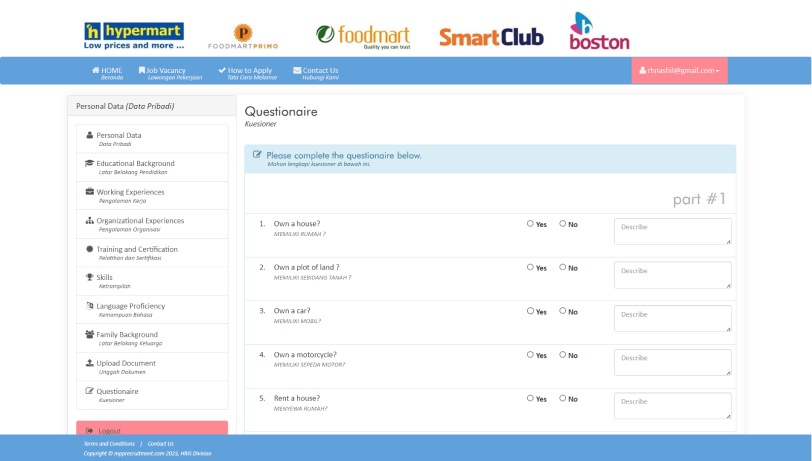 hypermart
Low prices and more ...
FOODMARTPRIMO
foodmart
Quality you can trust
SmartClub
boston
HOME
Beranda
Job Vacancy
Lowongan Pekerjaan
How to Apply
Tata Cara Melamar
Contact Us
Hubungi Kami
rhnashil@gmail.com
Personal Data (Data Pribadi)
Personal Data
Data Pribadi
Educational Background
Latar Belakang Pendidikan
Working Experiences
Pengalaman Kerja
Organizational Experiences
Pengalaman Organisasi
Training and Certification
Pelatihan dan Sertifikasi
Skills
Ketrampilan
Language Proficiency
Kemampuan Bahasa
Family Background
Latar Belakang Keluarga
Upload Document
Unggah Dokumen
Questionaire
Kuesioner
Logout
Questionaire
Kuesioner
Please complete the questionaire below.
Mohon lengkapi kuesioner di bawah ini.
part #1
1. Own a house? Yes No Describe
MEMILIKI RUMAH ?
2. Own a plot of land ? Yes No Describe
MEMILIKI SEBIDANG TANAH ?
3. Own a car? Yes No Describe
MEMILIKI MOBIL?
4. Own a motorcycle? Yes No Describe
MEMILIKI SEPEDA MOTOR?
5. Rent a house? Yes No Describe
MENYEWA RUMAH?
Terms and Conditions | Contact Us
Copyright © mpprecruitment.com 2023, HRIS Division